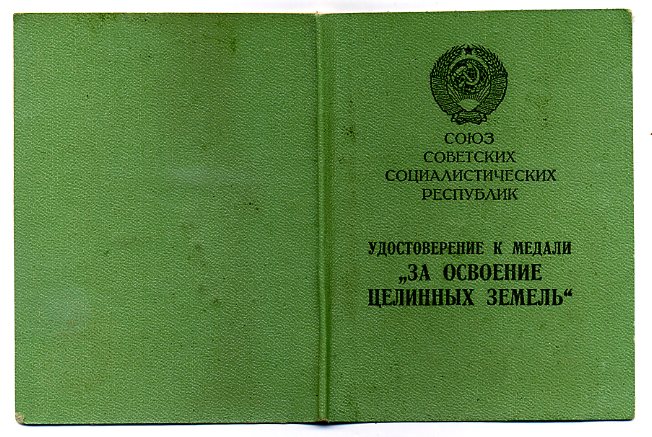 СОЮЗ
СОВЕТСКИХ
СОЦИАЛИСТИЧЕСКИХ
РЕСПУБЛИК
УДОСТОВЕРЕНИЕ К МЕДАЛИ
„ЗА ОСВОЕНИЕ
ЦЕЛИННЫХ ЗЕМЕЛЬ“